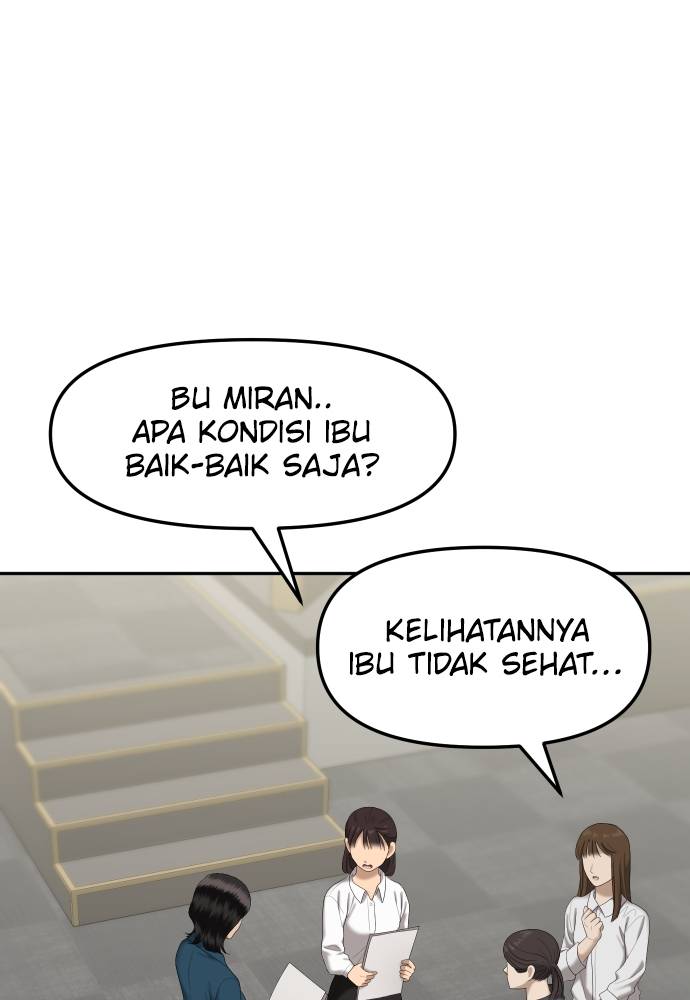 BU MIRAN..
APA KONDISI IBU
BAIK-BAIK SAJA?
KELIHATANNYA
IBU TIDAK SEHAT...